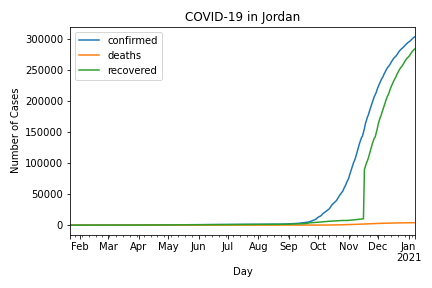 COVID-19 in Jordan
confirmed
deaths
recovered
300000
250000
200000
150000
100000
50000
0
Number of Cases
Feb Mar Apr May Jun Jul Aug Sep Oct Nov Dec Jan
2021
Day